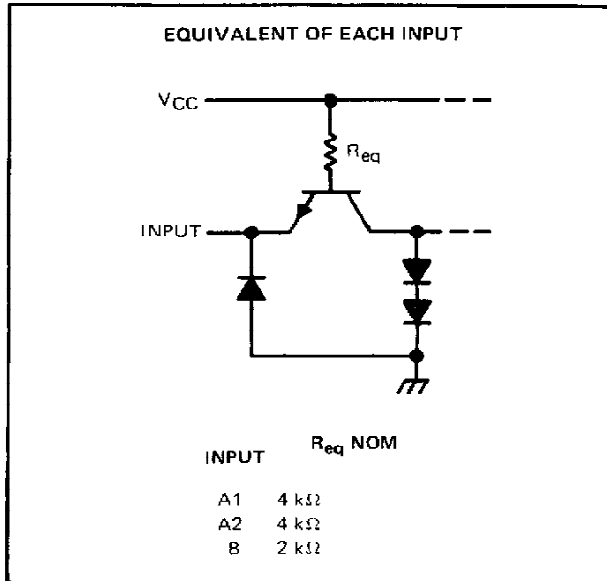 EQUIVALENT OF EACH INPUT
VCC
Req
INPUT
INPUT Req NOM
A1 4 kΩ
A2 4 kΩ
B 2 kΩ